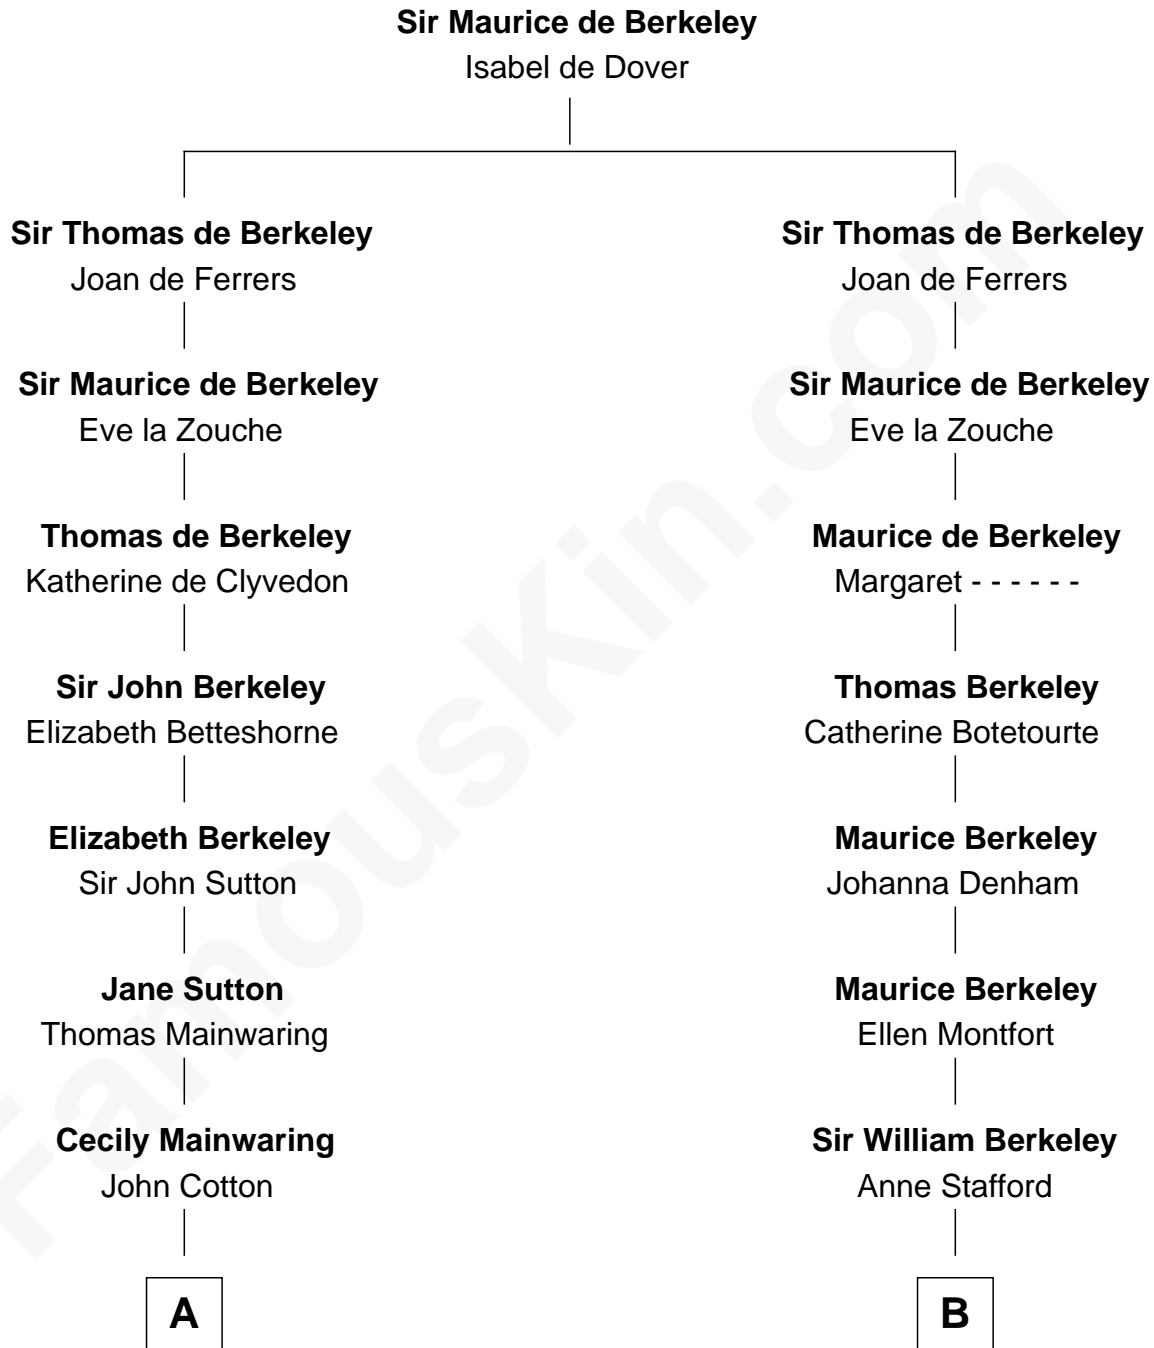 Sir Maurice de Berkeley
Isabel de Dover
Sir Thomas de Berkeley
Joan de Ferrers
Sir Thomas de Berkeley
Joan de Ferrers
Sir Maurice de Berkeley
Eve la Zouche
Sir Maurice de Berkeley
Eve la Zouche
Thomas de Berkeley
Katherine de Clyvedon
Maurice de Berkeley
Margaret - - - - - -
Sir John Berkeley
Elizabeth Betteshorne
Thomas Berkeley
Catherine Botetourte
Elizabeth Berkeley
Sir John Sutton
Maurice Berkeley
Johanna Denham
Jane Sutton
Thomas Mainwaring
Maurice Berkeley
Ellen Montfort
Cecily Mainwaring
John Cotton
Sir William Berkeley
Anne Stafford
A
B
FamousKin.com